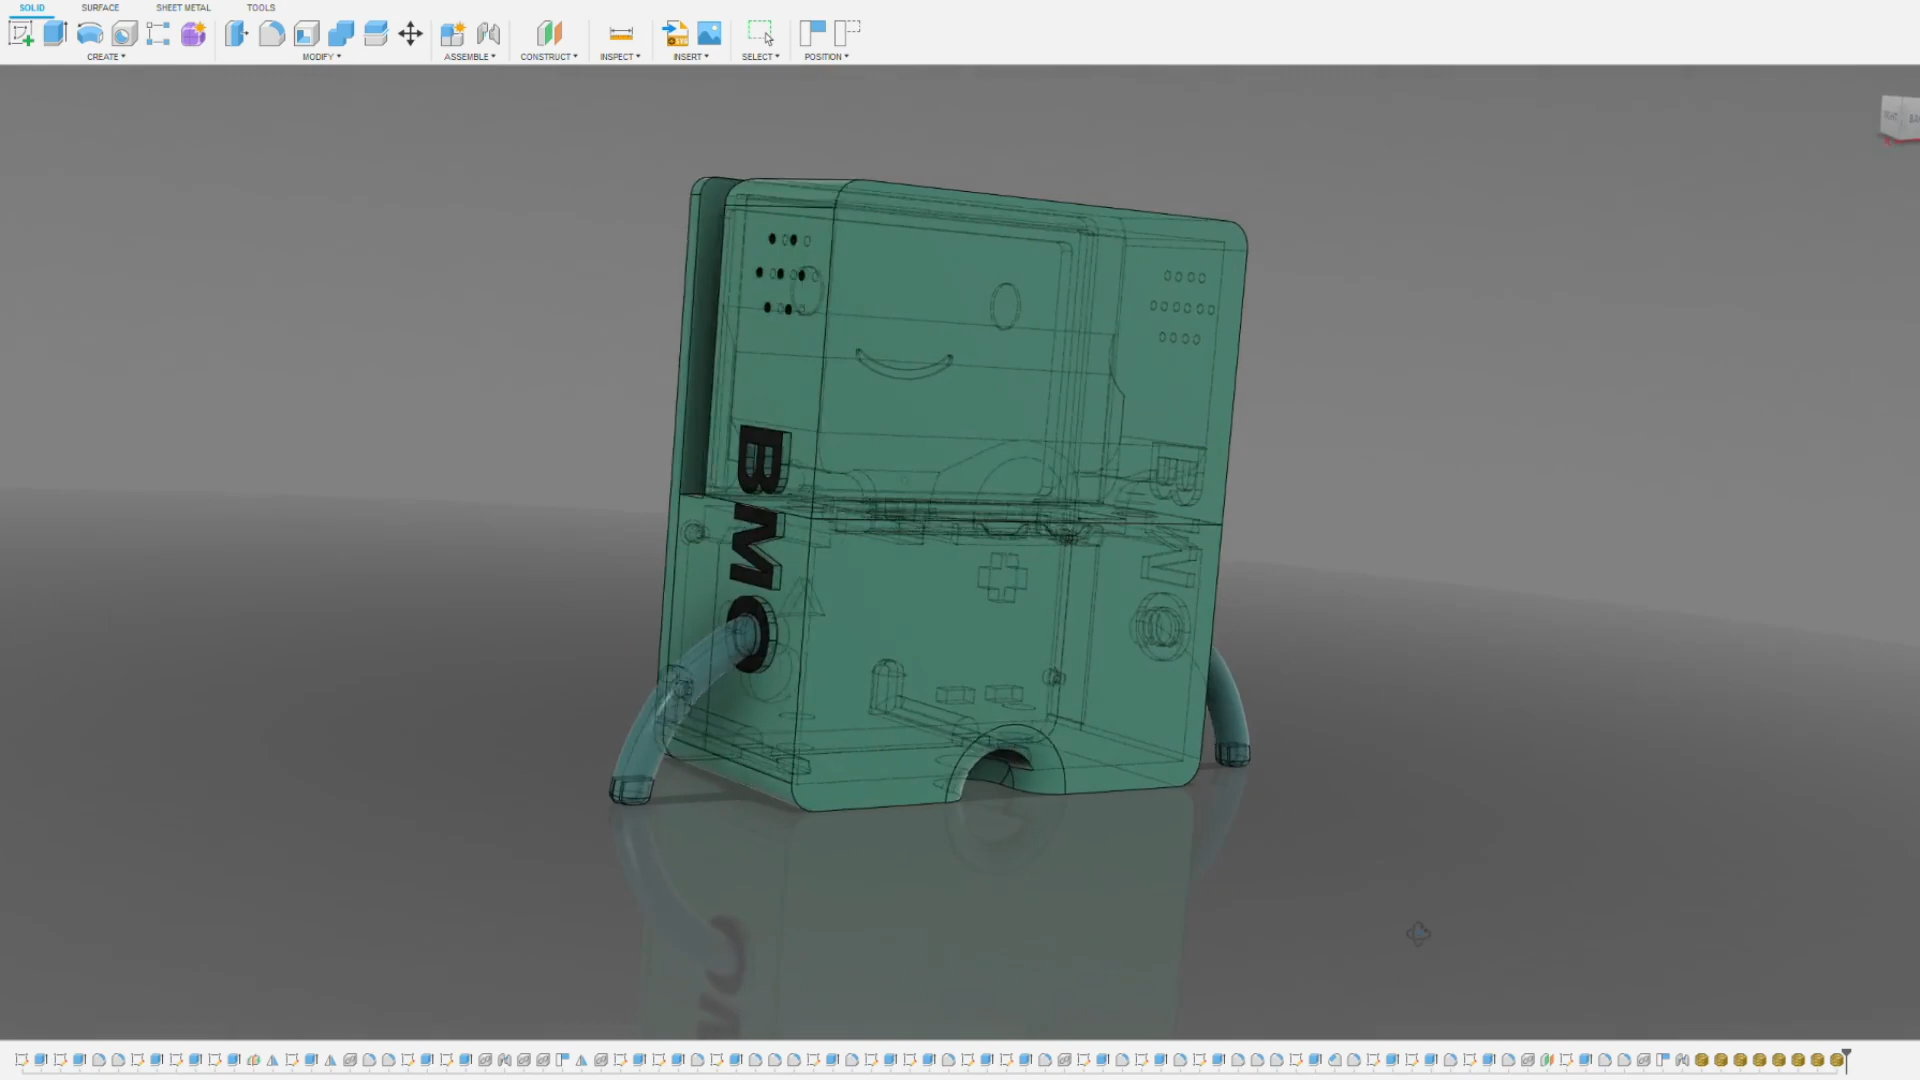 SOLID SURFACE SHEET METAL TOOLS
CREATE MODIFY ASSEMBLE CONSTRUCT INSPECT INSERT SELECT POSITION
BMO